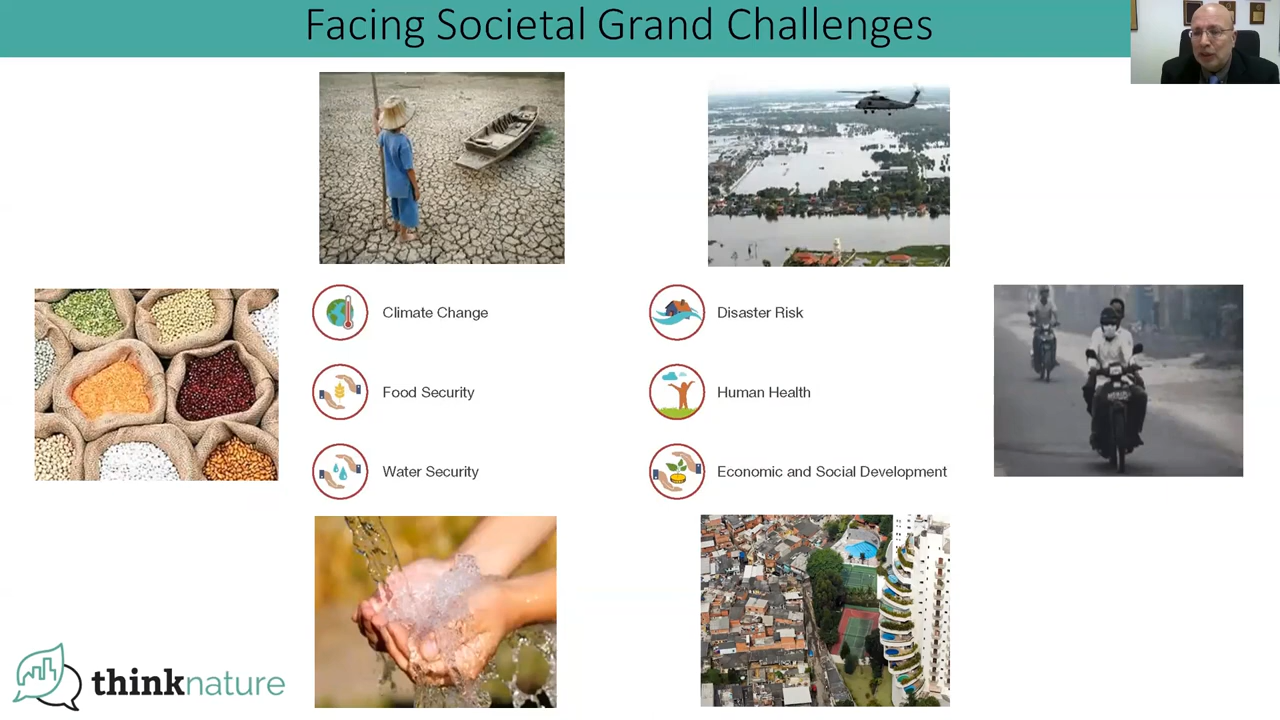 Facing Societal Grand Challenges
Climate Change
Disaster Risk
Food Security
Human Health
Water Security
Economic and Social Development
thinknature